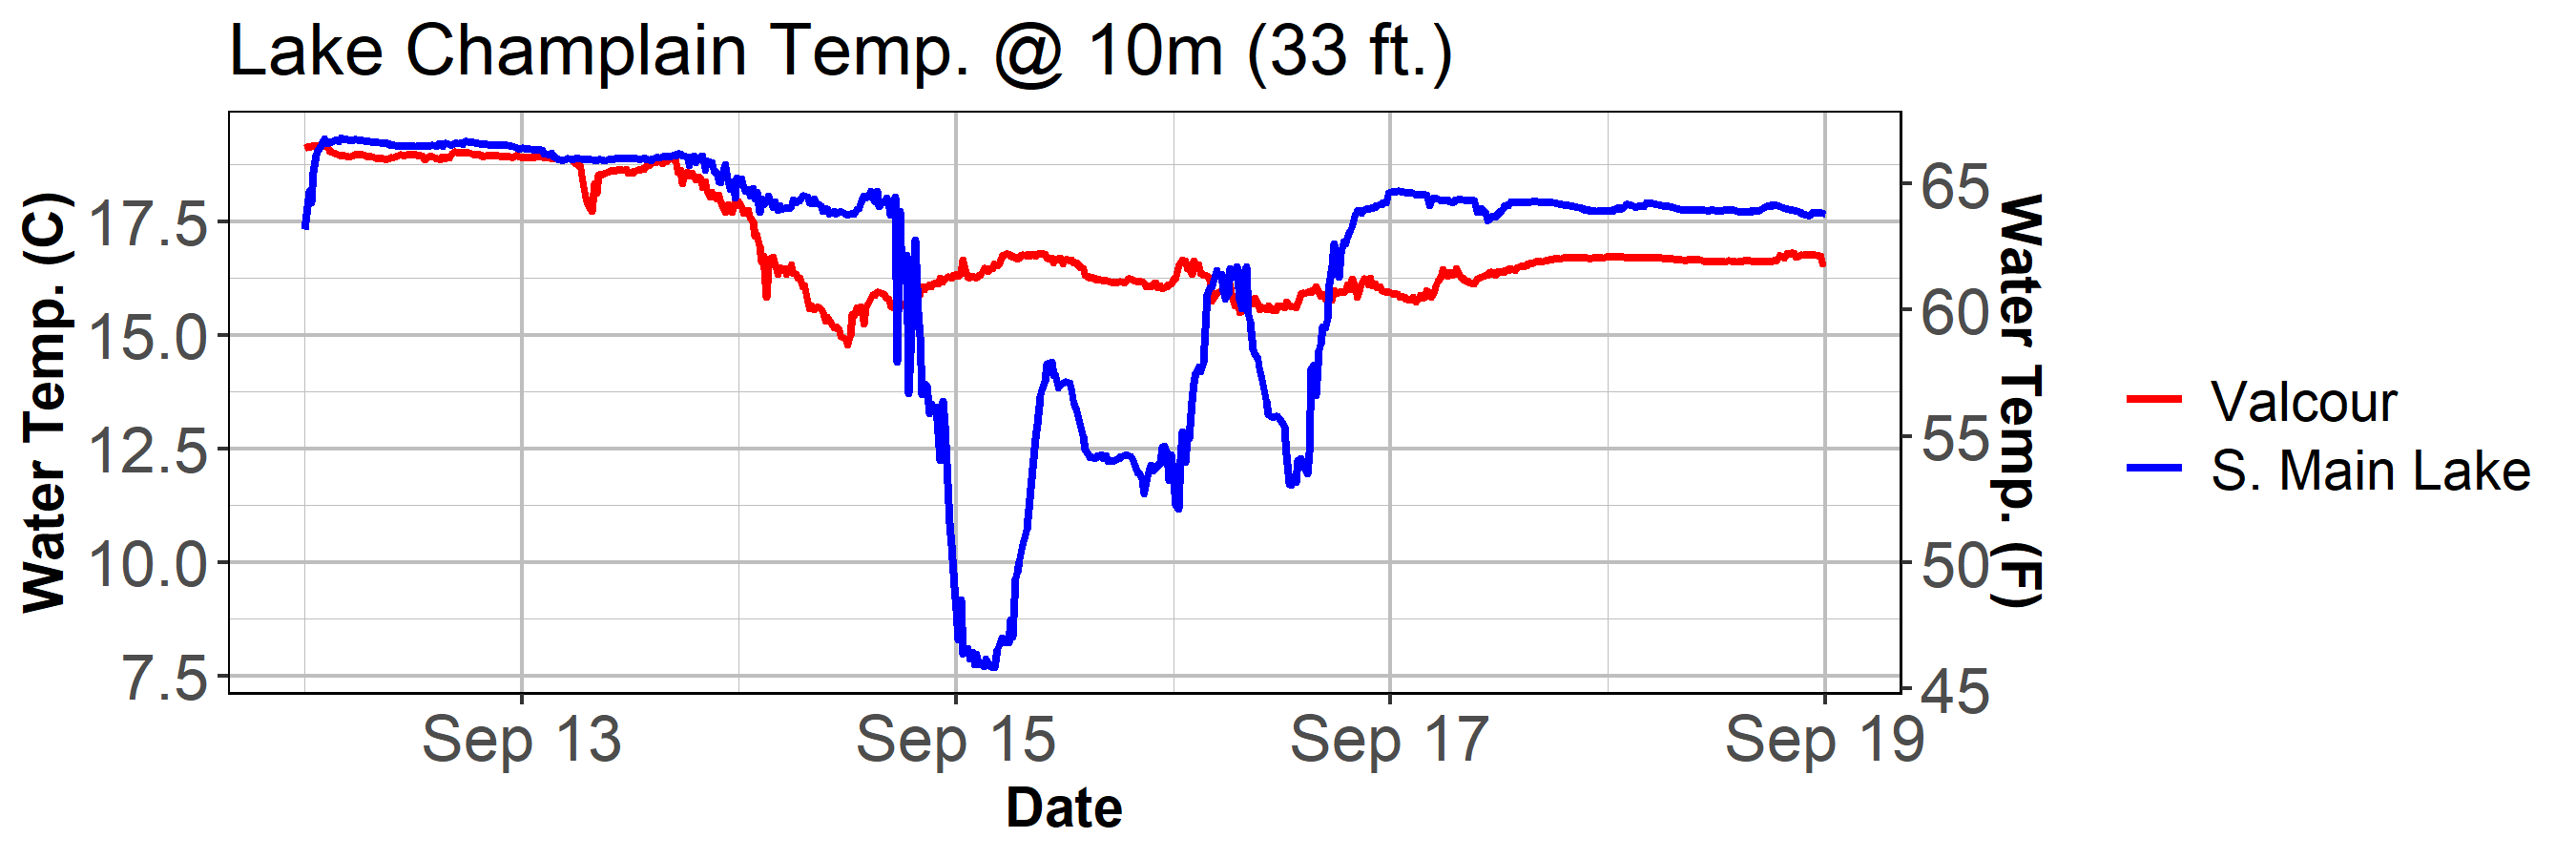 Lake Champlain Temp. @ 10m (33 ft.)
Water Temp. (C)
17.5
15.0
12.5
10.0
7.5
65
60
55
50
45
Water Temp. (F)
Sep 13
Sep 15
Sep 17
Sep 19
Date
Valcour
S. Main Lake